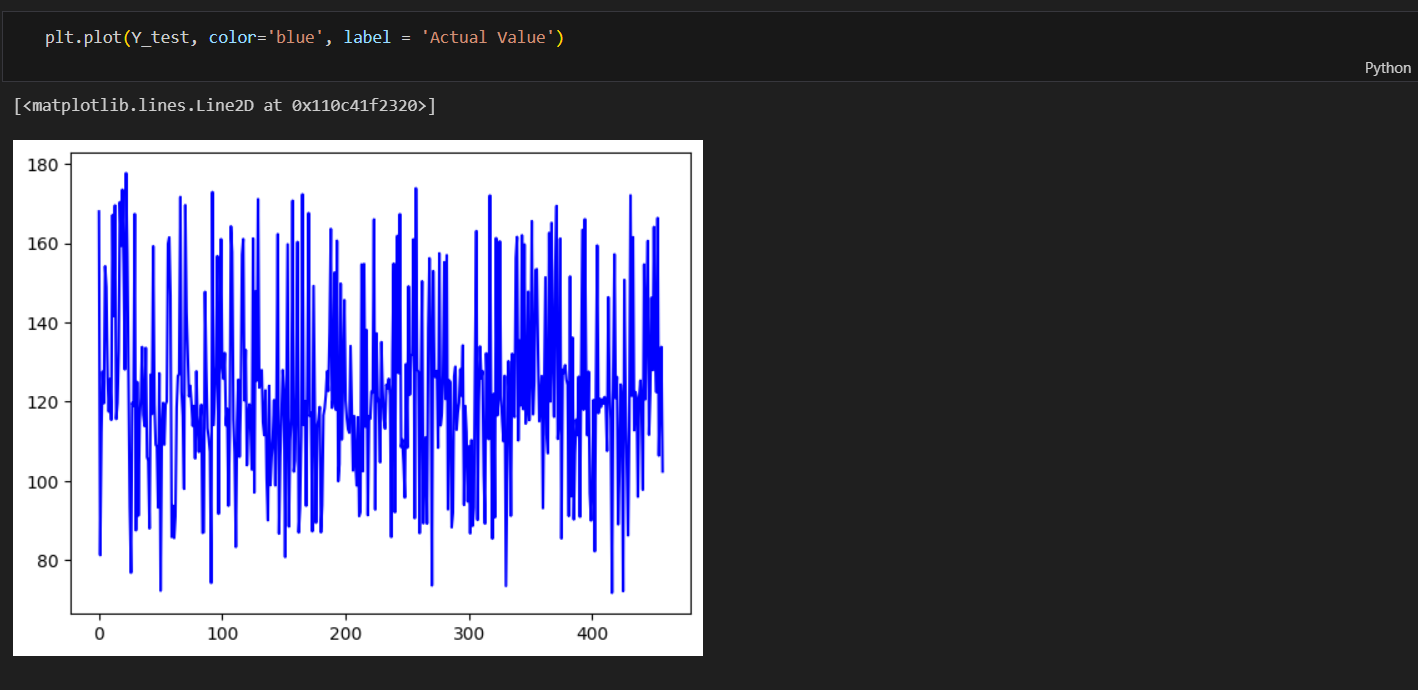 plt.plot(Y_test, color='blue', label = 'Actual Value')
Python
[<matplotlib.lines.Line2D at 0x110c41f2320>]
180
160
140
120
100
80
0 100 200 300 400